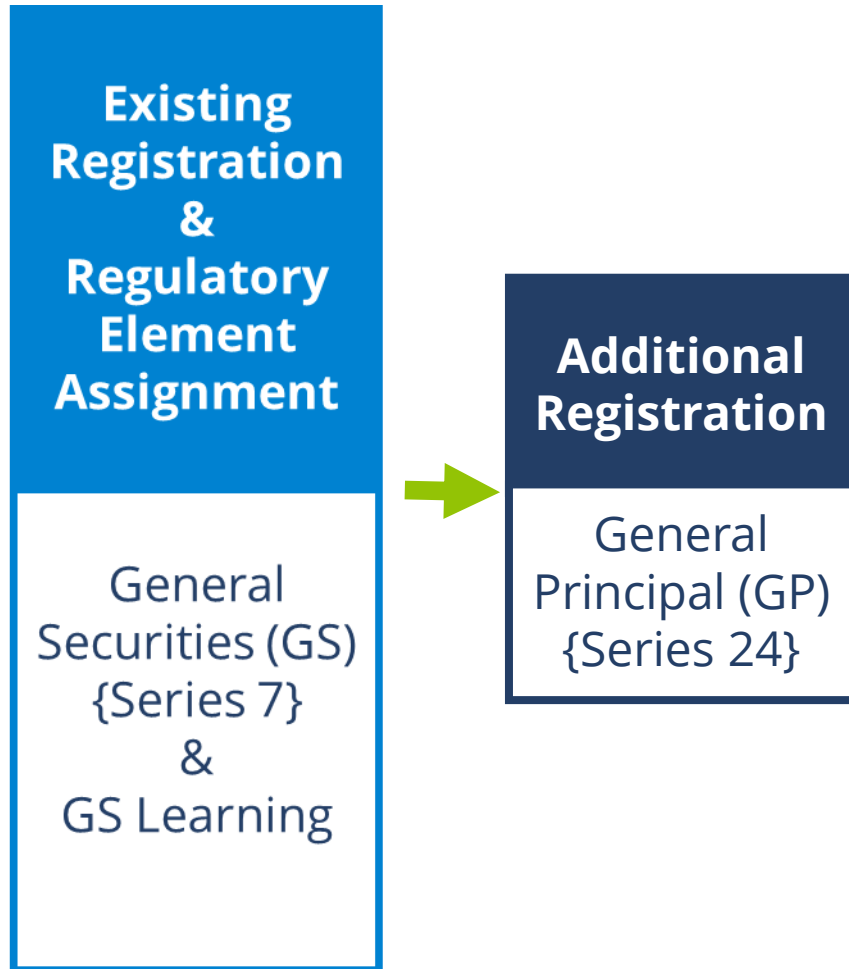 Existing
Registration
&
Regulatory
Element
Assignment
General
Securities (GS)
{Series 7}
&
GS Learning
Additional
Registration
General
Principal (GP)
{Series 24}